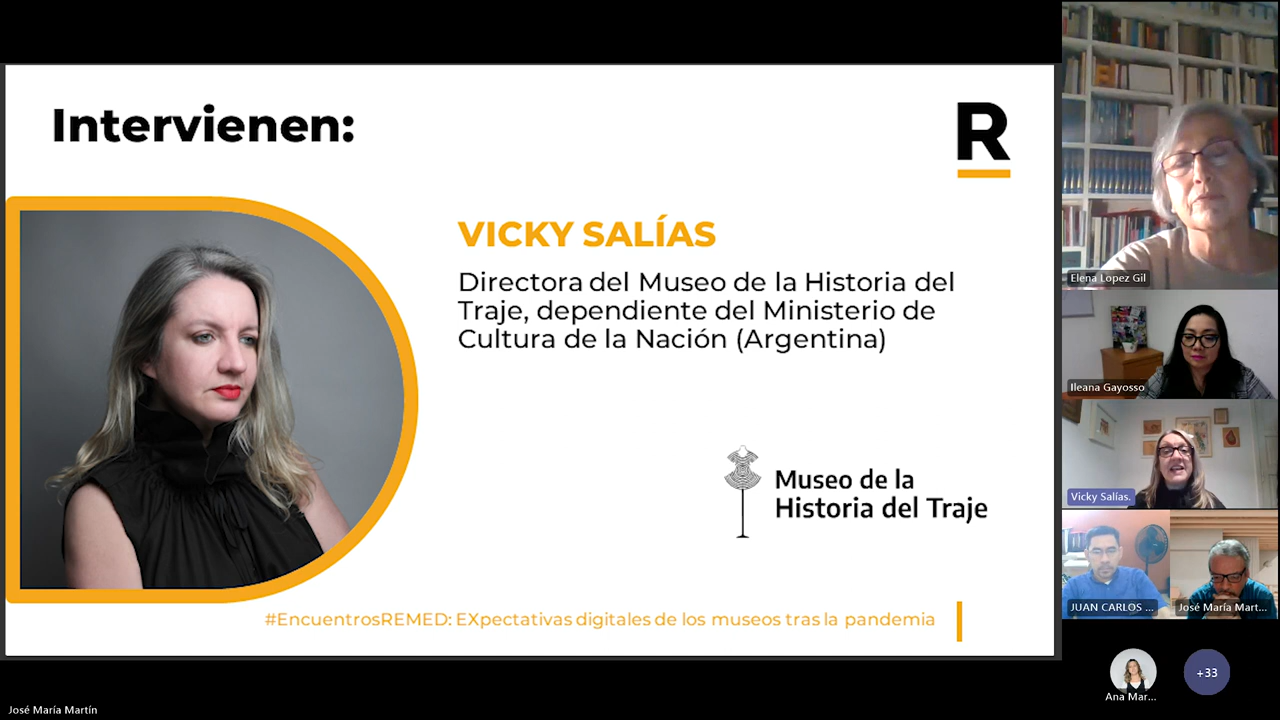 Intervienen:
R
VICKY SALÍAS
Directora del Museo de la Historia del
Traje, dependiente del Ministerio de
Cultura de la Nación (Argentina)
Museo de la
Historia del Traje
#EncuentrosREMED: EXpectativas digitales de los museos tras la pandemia
Elena Lopez Gil
Ileana Gayosso
Vicky Salías.
JUAN CARLOS ...
José María Mart...
Ana Mar...
+33
José María Martín